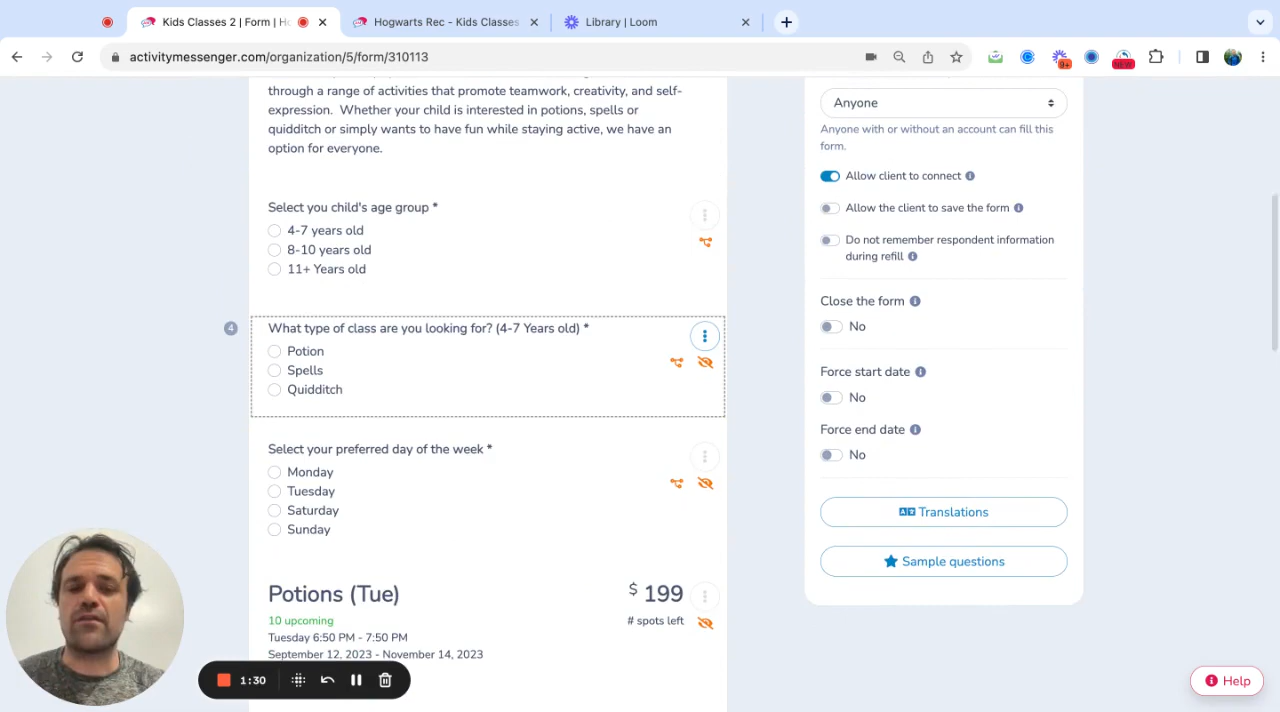 Kids Classes 2 | Form | Ho
Hogwarts Rec - Kids Classes
Library | Loom
activitymessenger.com/organization/5/form/310113
9+
NEW
through a range of activities that promote teamwork, creativity, and self-
expression. Whether your child is interested in potions, spells or
quidditch or simply wants to have fun while staying active, we have an
option for everyone.
Select you child's age group *
4-7 years old
8-10 years old
11+ Years old
4
What type of class are you looking for? (4-7 Years old) *
Potion
Spells
Quidditch
Select your preferred day of the week *
Monday
Tuesday
Saturday
Sunday
Potions (Tue)
$ 199
10 upcoming
# spots left
Tuesday 6:50 PM - 7:50 PM
September 12, 2023 - November 14, 2023
1:30
Anyone
Anyone with or without an account can fill this
form.
Allow client to connect
Allow the client to save the form
Do not remember respondent information
during refill
Close the form
No
Force start date
No
Force end date
No
Translations
Sample questions
Help